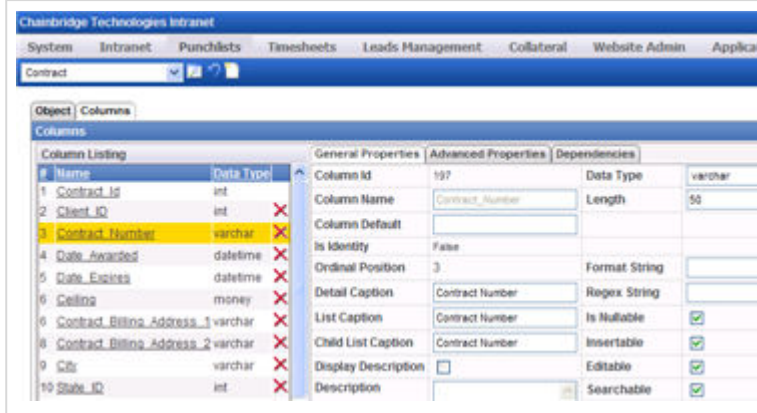 Chainbridge Technologies Intranet
System Intranet Punchlists Timesheets Leads Management Collateral Website Admin Applica
Contract
Object Columns
Columns
Column Listing
General Properties Advanced Properties Dependencies
# Name Data Type
1 Contract_Id int
2 Client_ID int
3 Contract_Number varchar
4 Date_Awarded datetime
5 Date_Expires datetime
6 Ceiling money
6 Contract_Billing_Address_1 varchar
8 Contract_Billing_Address_2 varchar
9 City varchar
10 State_ID int
Column Id 197 Data Type varchar
Column Name Contract_Number Length 50
Column Default
Is Identity False
Ordinal Position 3 Format String
Detail Caption Contract Number Regex String
List Caption Contract Number Is Nullable
Child List Caption Contract Number Insertable
Display Description Editable
Description Searchable